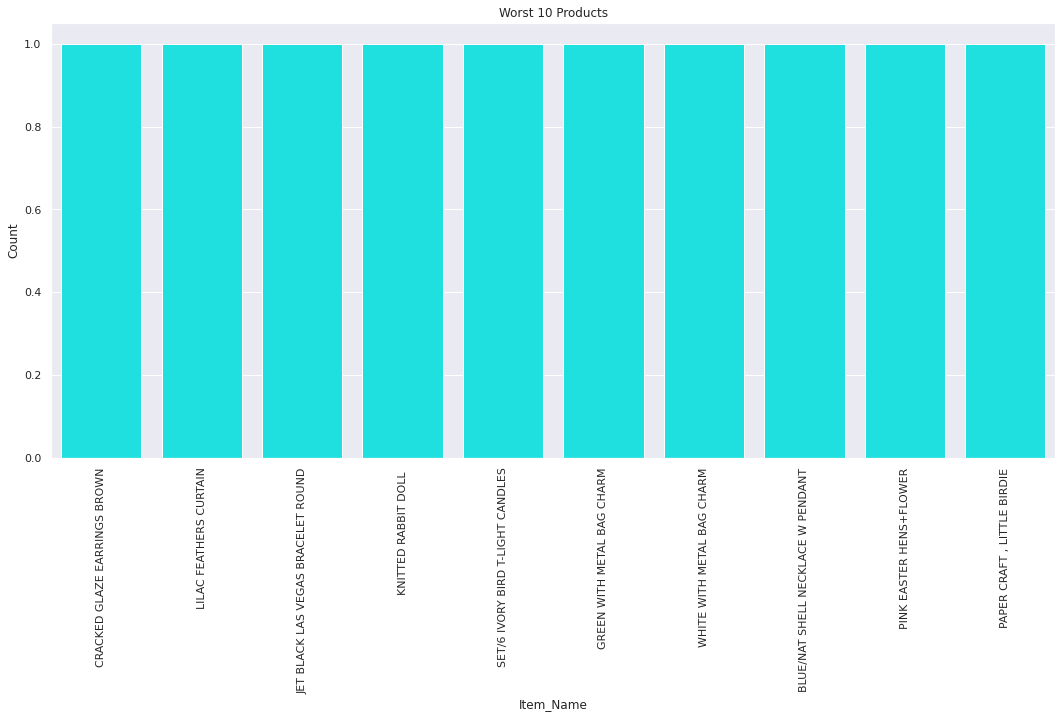 Worst 10 Products
Count
1.0
0.8
0.6
0.4
0.2
0.0
CRACKED GLAZE EARRINGS BROWN
LILAC FEATHERS CURTAIN
JET BLACK LAS VEGAS BRACELET ROUND
KNITTED RABBIT DOLL
SET/6 IVORY BIRD T-LIGHT CANDLES
GREEN WITH METAL BAG CHARM
WHITE WITH METAL BAG CHARM
BLUE/NAT SHELL NECKLACE W PENDANT
PINK EASTER HENS+FLOWER
PAPER CRAFT , LITTLE BIRDIE
Item_Name